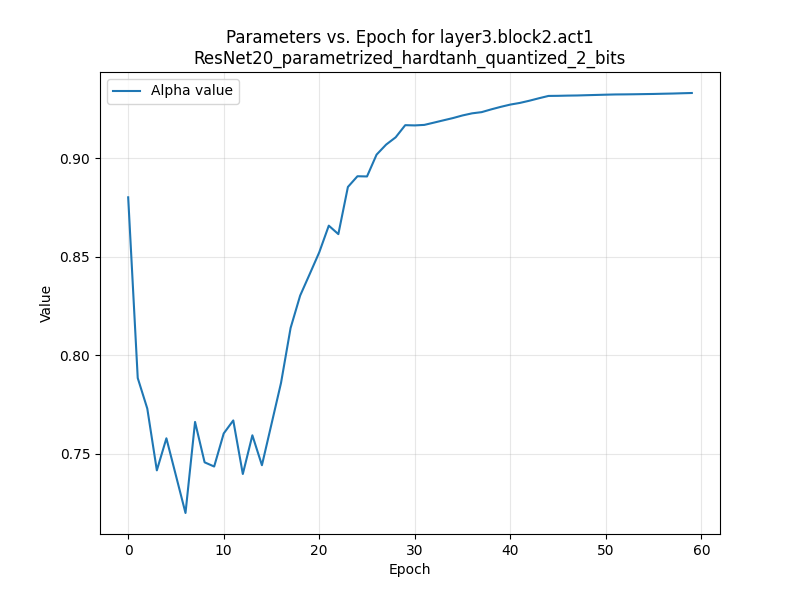 Parameters vs. Epoch for layer3.block2.act1
ResNet20_parametrized_hardtanh_quantized_2_bits
Alpha value
0.90
0.85
0.80
0.75
Value
0 10 20 30 40 50 60
Epoch